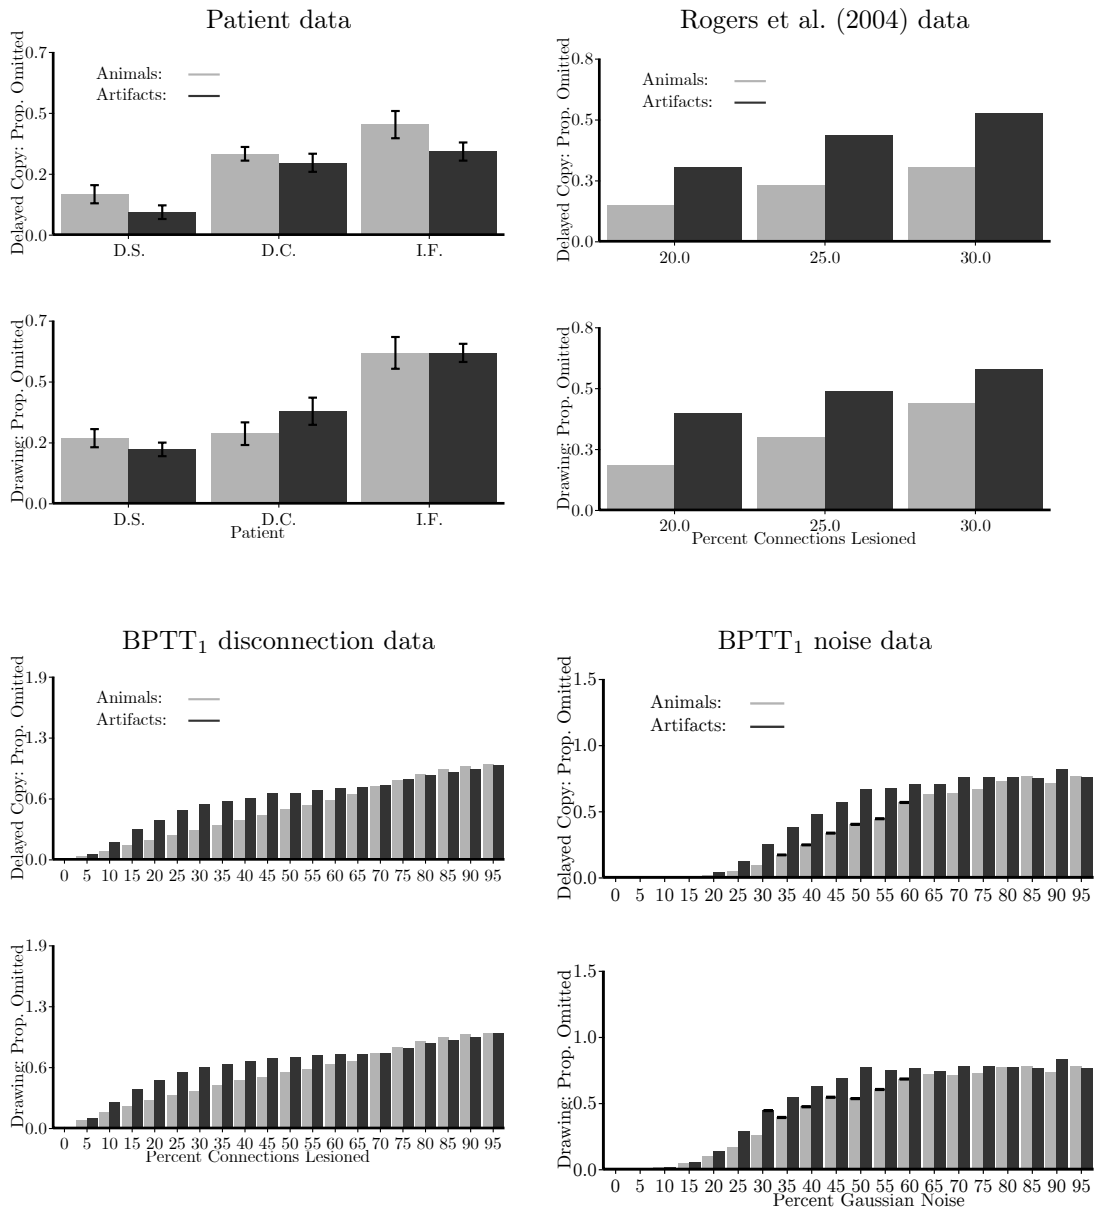 Patient data
Delayed Copy: Prop. Omitted
0.7
0.5
0.2
0.0
Animals:
Artifacts:
D.S. D.C. I.F.
Rogers et al. (2004) data
Delayed Copy: Prop. Omitted
0.8
0.5
0.3
0.0
Animals:
Artifacts:
20.0 25.0 30.0
Drawing: Prop. Omitted
0.7
0.5
0.2
0.0
D.S. D.C. I.F.
Patient
Drawing: Prop. Omitted
0.8
0.5
0.3
0.0
20.0 25.0 30.0
Percent Connections Lesioned
BPTT₁ disconnection data
Delayed Copy: Prop. Omitted
1.9
1.3
0.6
0.0
Animals:
Artifacts:
0 5 10 15 20 25 30 35 40 45 50 55 60 65 70 75 80 85 90 95
BPTT₁ noise data
Delayed Copy: Prop. Omitted
1.5
1.0
0.5
0.0
Animals:
Artifacts:
0 5 10 15 20 25 30 35 40 45 50 55 60 65 70 75 80 85 90 95
Drawing: Prop. Omitted
1.9
1.3
0.6
0.0
0 5 10 15 20 25 30 35 40 45 50 55 60 65 70 75 80 85 90 95
Percent Connections Lesioned
Drawing: Prop. Omitted
1.5
1.0
0.5
0.0
0 5 10 15 20 25 30 35 40 45 50 55 60 65 70 75 80 85 90 95
Percent Gaussian Noise